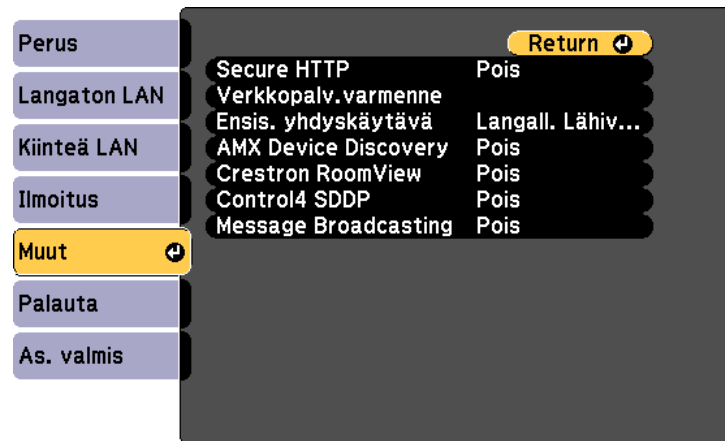 Perus
Langaton LAN
Kiinteä LAN
Ilmoitus
Muut
Palauta
As. valmis
Return
Secure HTTP Pois
Verkkopalv.varmenne
Ensis. yhdyskäytävä Langall. Lähiv...
AMX Device Discovery Pois
Crestron RoomView Pois
Control4 SDDP Pois
Message Broadcasting Pois